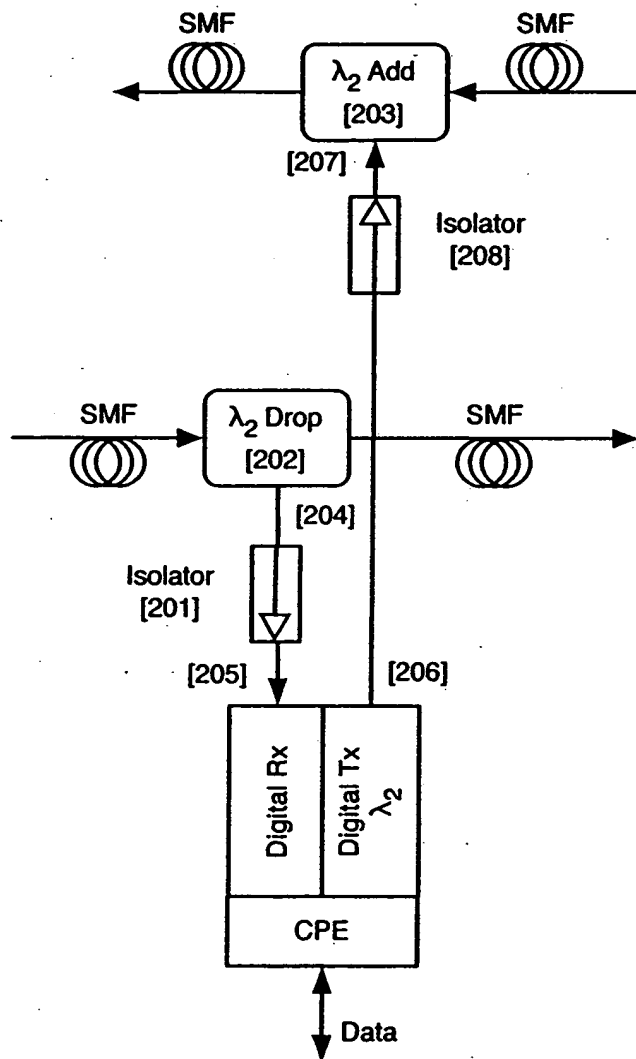 SMF
SMF
λ₂ Add
[203]
[207]
Isolator
[208]
SMF
λ₂ Drop
[202]
SMF
[204]
Isolator
[201]
[205]
[206]
Digital Rx
Digital Tx
λ₂
CPE
Data